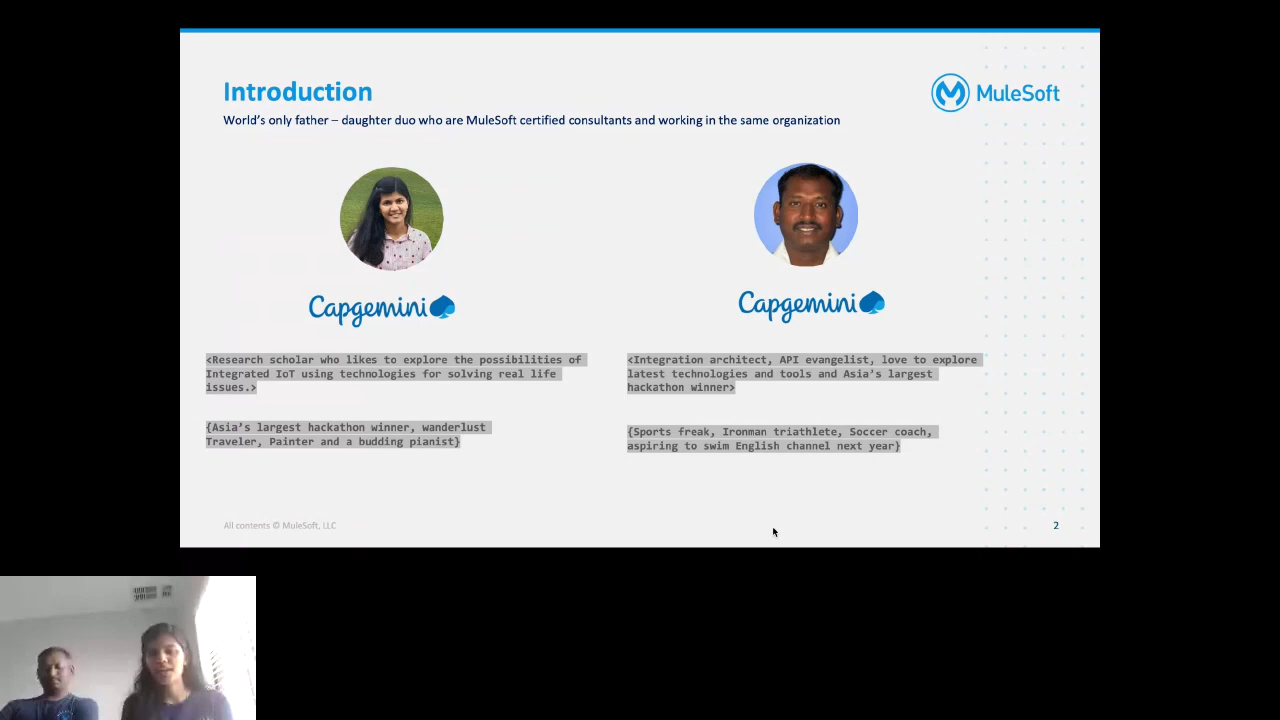 Introduction
MuleSoft
World's only father – daughter duo who are MuleSoft certified consultants and working in the same organization
Capgemini
Capgemini
<Research scholar who likes to explore the possibilities of
Integrated IoT using technologies for solving real life
issues.>
{Asia's largest hackathon winner, wanderlust
Traveler, Painter and a budding pianist}
<Integration architect, API evangelist, love to explore
latest technologies and tools and Asia's largest
hackathon winner>
{Sports freak, Ironman triathlete, Soccer coach,
aspiring to swim English channel next year}
All contents © MuleSoft, LLC
2